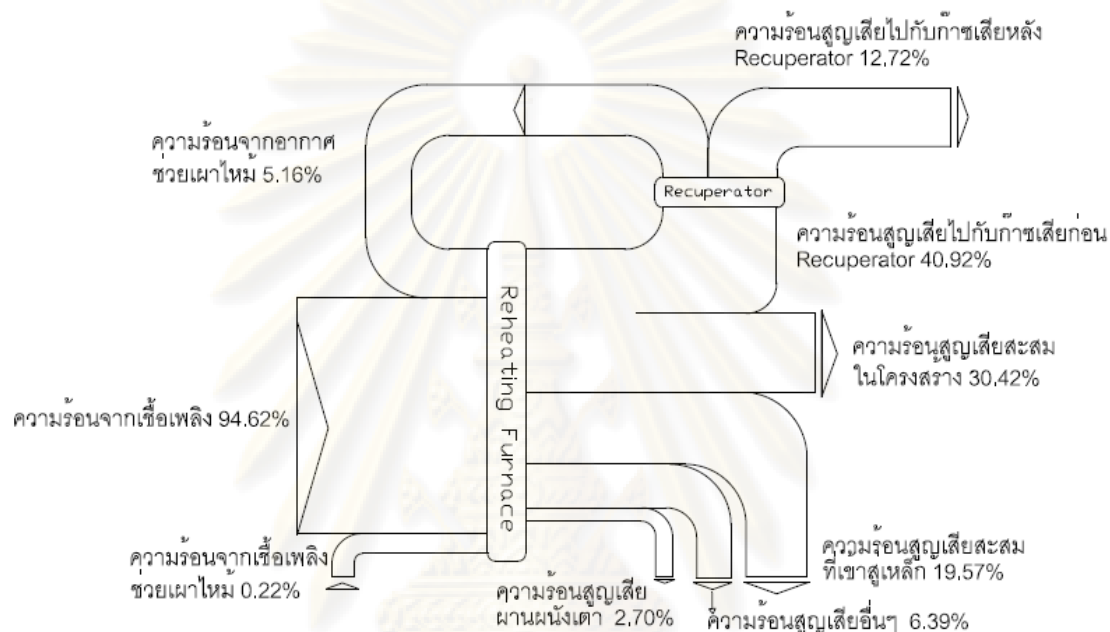 ความร้อนสูญเสียไปกับก๊าซเสียหลัง
Recuperator 12.72%
ความร้อนจากอากาศ
ช่วยเผาไหม้ 5.16%
Recuperator
ความร้อนสูญเสียไปกับก๊าซเสียก่อน
Recuperator 40.92%
Reheating Furnace
ความร้อนสูญเสียสะสม
ในโครงสร้าง 30.42%
ความร้อนจากเชื้อเพลิง 94.62%
ความร้อนจากเชื้อเพลิง
ช่วยเผาไหม้ 0.22%
ความร้อนสูญเสีย
ผานผนังเตา 2.70%
ความร้อนสูญเสียสะสม
ที่เข้าสู่เหล็ก 19.57%
ความร้อนสูญเสียอื่นๆ 6.39%